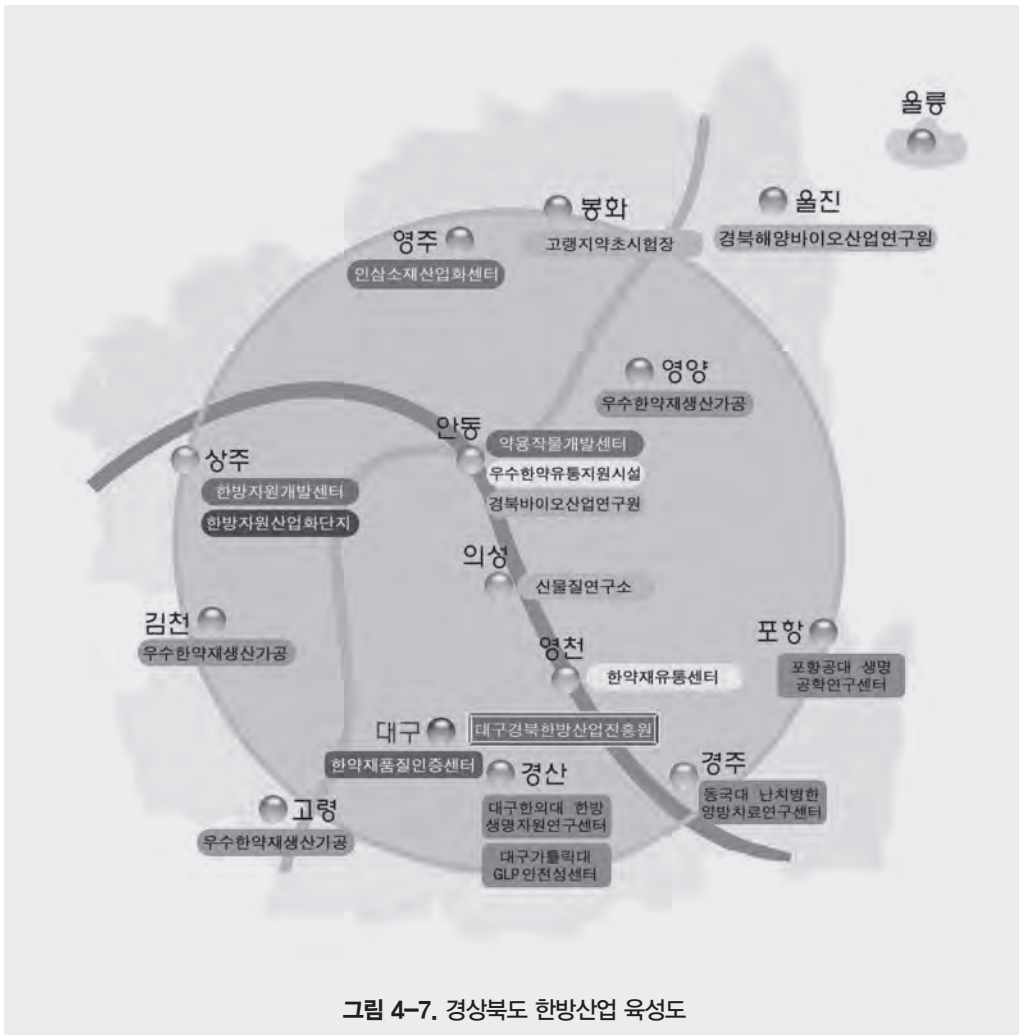 울릉
봉화
고랭지약초시험장
울진
경북해양바이오산업연구원
영주
인삼소재산업화센터
영양
우수한약재생산가공
안동
약용작물개발센터
우수한약유통지원시설
경북바이오산업연구원
상주
한방자원개발센터
한방자원산업화단지
의성
신물질연구소
김천
우수한약재생산가공
영천
한약재유통센터
포항
포항공대 생명
공학연구센터
대구
대구경북한방산업진흥원
한약재품질인증센터
경산
대구한의대 한방
생명자원연구센터
대구가톨릭대
GLP안전성센터
경주
동국대 난치병한
양방치료연구센터
고령
우수한약재생산가공
그림 4-7. 경상북도 한방산업 육성도